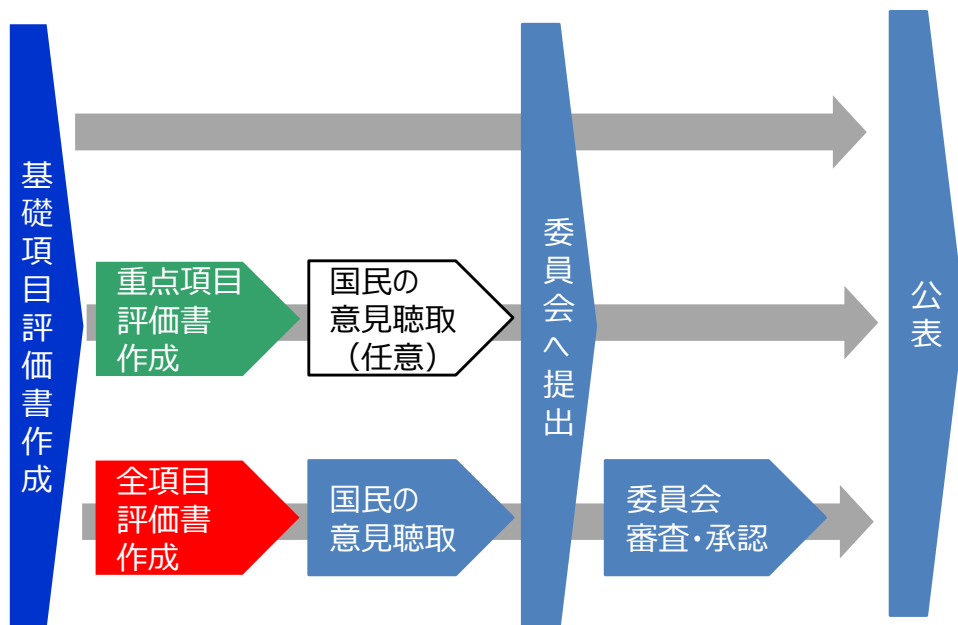 基礎項目評価書作成
重点項目
評価書
作成
国民の
意見聴取
（任意）
全項目
評価書
作成
国民の
意見聴取
委員会へ提出
委員会
審査・承認
公表